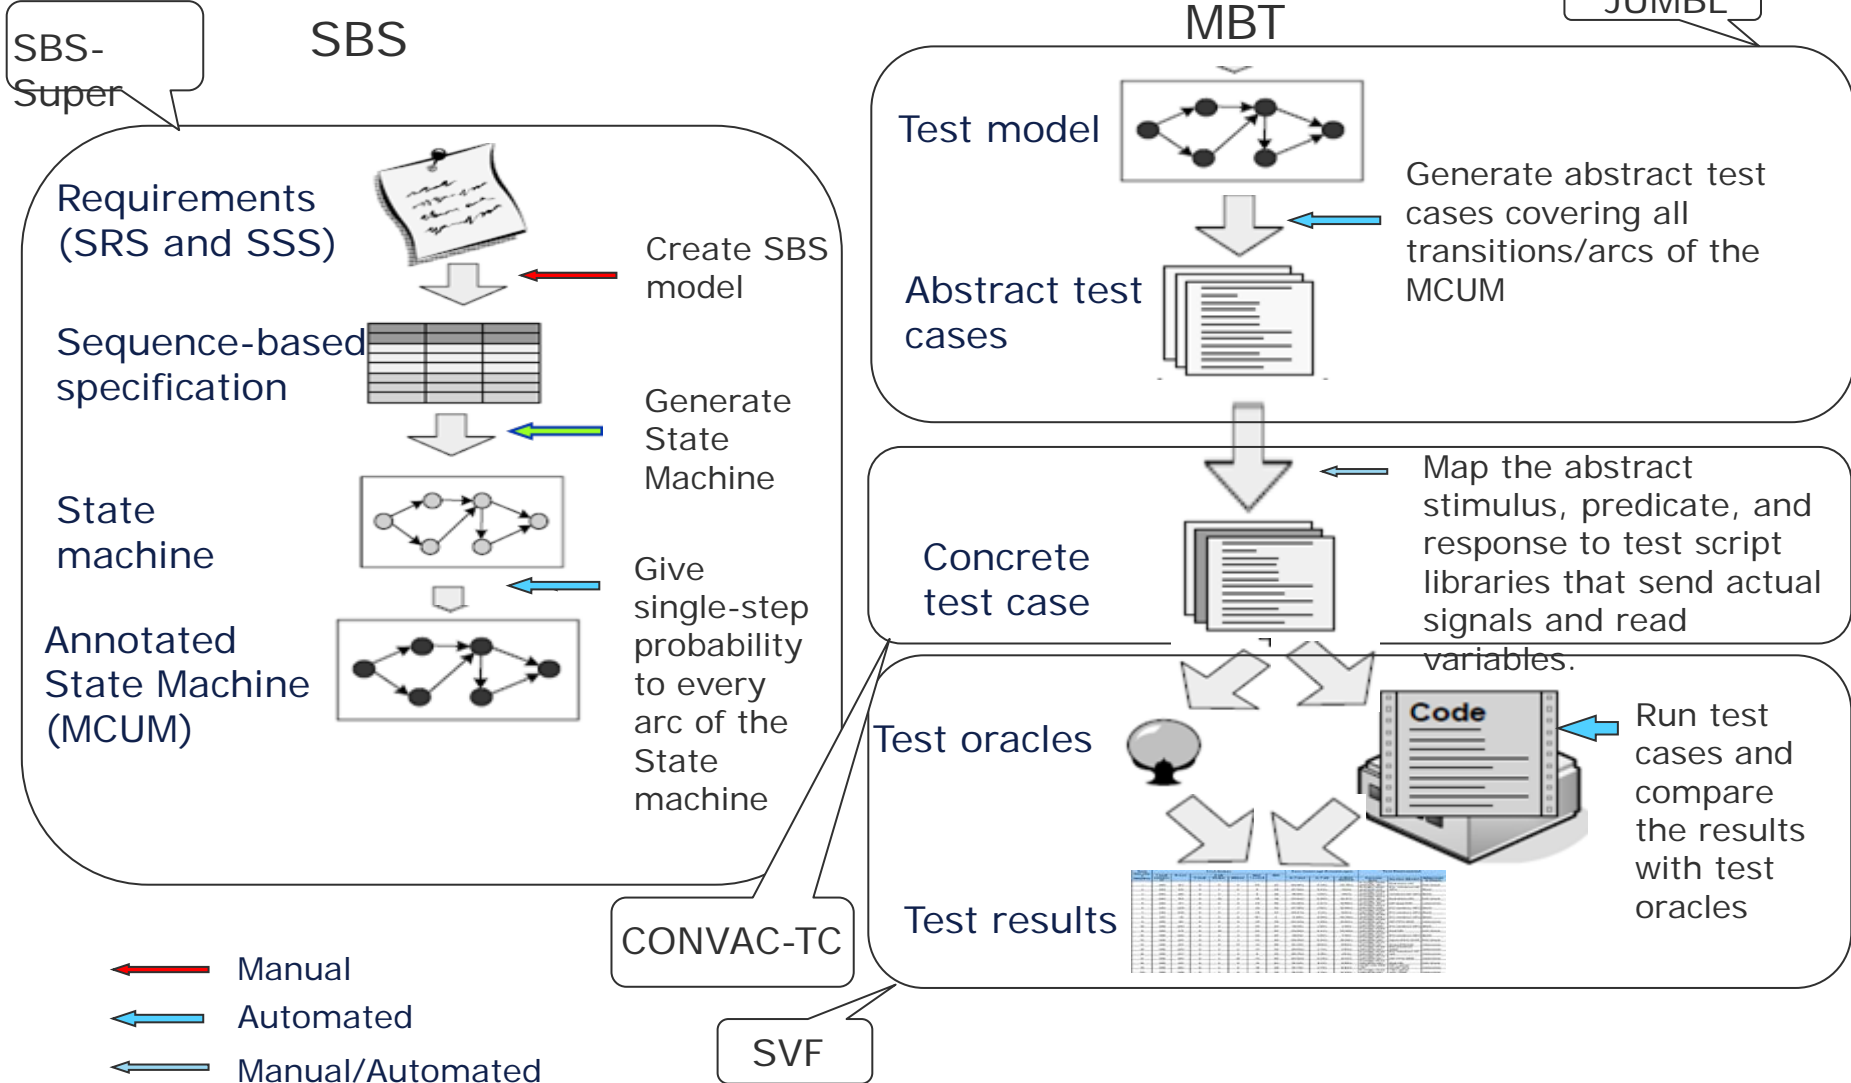 SBS-
Super
SBS
Requirements
(SRS and SSS)
Create SBS
model
Sequence-based
specification
Generate
State
Machine
State
machine
Give
single-step
probability
to every
arc of the
State
machine
Annotated
State Machine
(MCUM)
Manual
Automated
Manual/Automated
MBT
JUMBL
Test model
Generate abstract test
cases covering all
transitions/arcs of the
MCUM
Abstract test
cases
Map the abstract
stimulus, predicate, and
response to test script
libraries that send actual
signals and read
variables.
Concrete
test case
Test oracles
Code
Run test
cases and
compare
the results
with test
oracles
Test results
CONVAC-TC
SVF